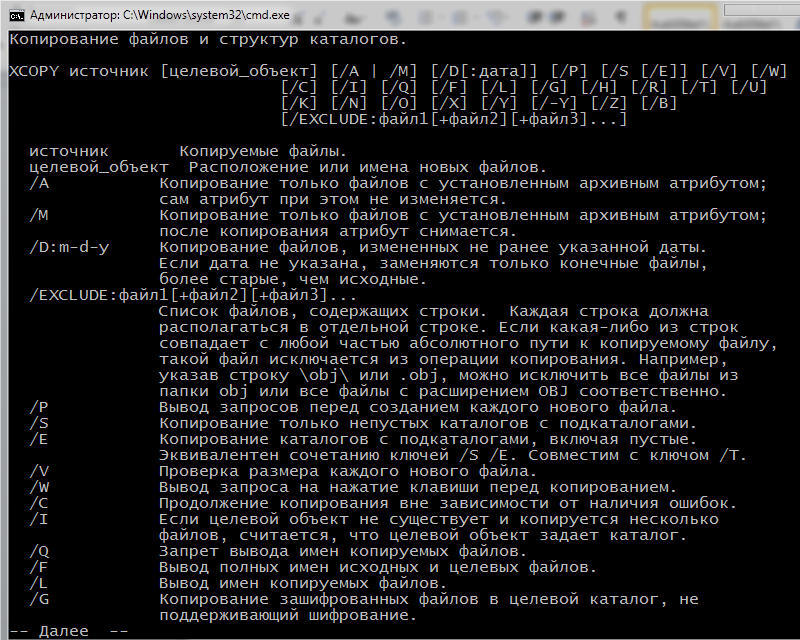 Администратор: C:\Windows\system32\cmd.exe
Копирование файлов и структур каталогов.
XCOPY источник [целевой_объект] [/A | /M] [/D[:дата]] [/P] [/S [/E]] [/V] [/W]
[/C] [/I] [/Q] [/F] [/L] [/G] [/H] [/R] [/T] [/U]
[/K] [/N] [/O] [/X] [/Y] [/-Y] [/Z] [/B]
[/EXCLUDE:файл1[+файл2][+файл3]...]
источник Копируемые файлы.
целевой_объект Расположение или имена новых файлов.
/A Копирование только файлов с установленным архивным атрибутом;
сам атрибут при этом не изменяется.
/M Копирование только файлов с установленным архивным атрибутом;
после копирования атрибут снимается.
/D:m-d-y Копирование файлов, измененных не ранее указанной даты.
Если дата не указана, заменяются только конечные файлы,
более старые, чем исходные.
/EXCLUDE:файл1[+файл2][+файл3]...
Список файлов, содержащих строки. Каждая строка должна
располагаться в отдельной строке. Если какая-либо из строк
совпадает с любой частью абсолютного пути к копируемому файлу,
такой файл исключается из операции копирования. Например,
указав строку \obj\ или .obj, можно исключить все файлы из
папки obj или все файлы с расширением OBJ соответственно.
/P Вывод запросов перед созданием каждого нового файла.
/S Копирование только непустых каталогов с подкаталогами.
/E Копирование каталогов с подкаталогами, включая пустые.
Эквивалентен сочетанию ключей /S /E. Совместим с ключом /T.
/V Проверка размера каждого нового файла.
/W Вывод запроса на нажатие клавиши перед копированием.
/C Продолжение копирования вне зависимости от наличия ошибок.
/I Если целевой объект не существует и копируется несколько
файлов, считается, что целевой объект задает каталог.
/Q Запрет вывода имен копируемых файлов.
/F Вывод полных имен исходных и целевых файлов.
/L Вывод имен копируемых файлов.
/G Копирование зашифрованных файлов в целевой каталог, не
поддерживающий шифрование.
-- Далее --